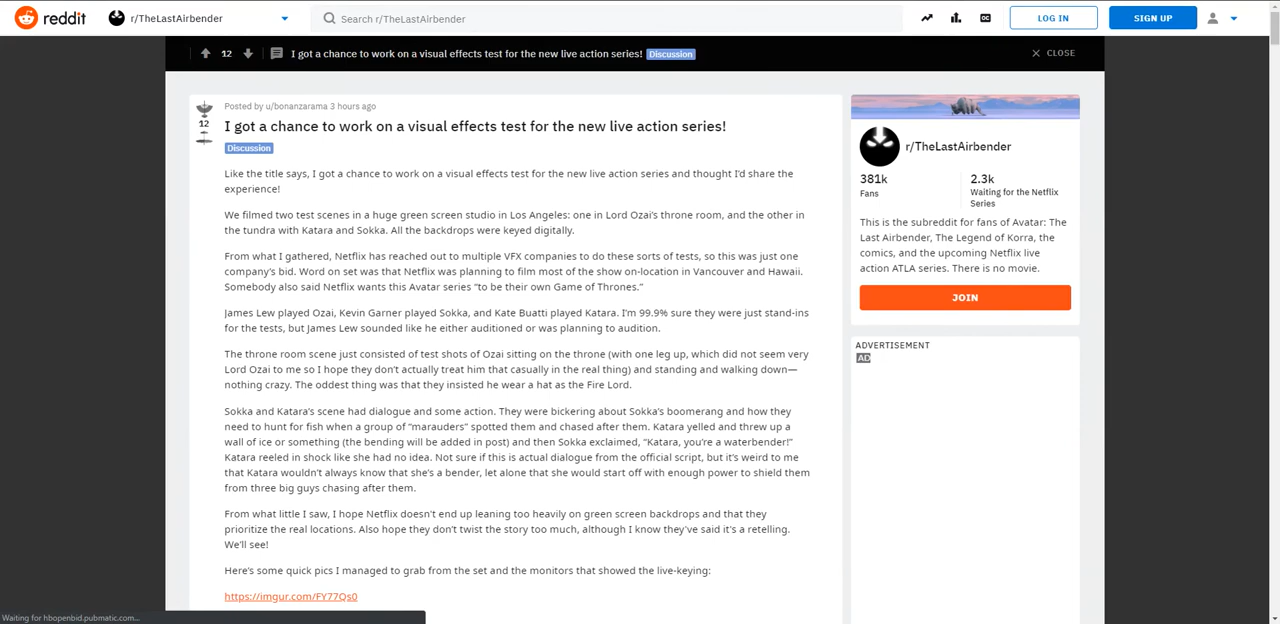 reddit
r/TheLastAirbender
Search r/TheLastAirbender
OC
LOG IN
SIGN UP
12
I got a chance to work on a visual effects test for the new live action series!
Discussion
CLOSE
Posted by u/bonanzarama 3 hours ago
12
I got a chance to work on a visual effects test for the new live action series!
Discussion
Like the title says, I got a chance to work on a visual effects test for the new live action series and thought I'd share the
experience!
We filmed two test scenes in a huge green screen studio in Los Angeles: one in Lord Ozai's throne room, and the other in
the tundra with Katara and Sokka. All the backdrops were keyed digitally.
From what I gathered, Netflix has reached out to multiple VFX companies to do these sorts of tests, so this was just one
company's bid. Word on set was that Netflix was planning to film most of the show on-location in Vancouver and Hawaii.
Somebody also said Netflix wants this Avatar series "to be their own Game of Thrones."
James Lew played Ozai, Kevin Garner played Sokka, and Kate Buatti played Katara. I'm 99.9% sure they were just stand-ins
for the tests, but James Lew sounded like he either auditioned or was planning to audition.
The throne room scene just consisted of test shots of Ozai sitting on the throne (with one leg up, which did not seem very
Lord Ozai to me so I hope they don't actually treat him that casually in the real thing) and standing and walking down—
nothing crazy. The oddest thing was that they insisted he wear a hat as the Fire Lord.
Sokka and Katara's scene had dialogue and some action. They were bickering about Sokka's boomerang and how they
need to hunt for fish when a group of "marauders" spotted them and chased after them. Katara yelled and threw up a
wall of ice or something (the bending will be added in post) and then Sokka exclaimed, "Katara, you're a waterbender!"
Katara reeled in shock like she had no idea. Not sure if this is actual dialogue from the official script, but it's weird to me
that Katara wouldn't always know that she's a bender, let alone that she would start off with enough power to shield them
from three big guys chasing after them.
From what little I saw, I hope Netflix doesn't end up leaning too heavily on green screen backdrops and that they
prioritize the real locations. Also hope they don't twist the story too much, although I know they've said it's a retelling.
We'll see!
Here's some quick pics I managed to grab from the set and the monitors that showed the live-keying:
https://imgur.com/FY77Qs0
r/TheLastAirbender
381k
Fans
2.3k
Waiting for the Netflix
Series
This is the subreddit for fans of Avatar: The
Last Airbender, The Legend of Korra, the
comics, and the upcoming Netflix live
action ATLA series. There is no movie.
JOIN
ADVERTISEMENT
AD
Waiting for hbopenbid.pubmatic.com...